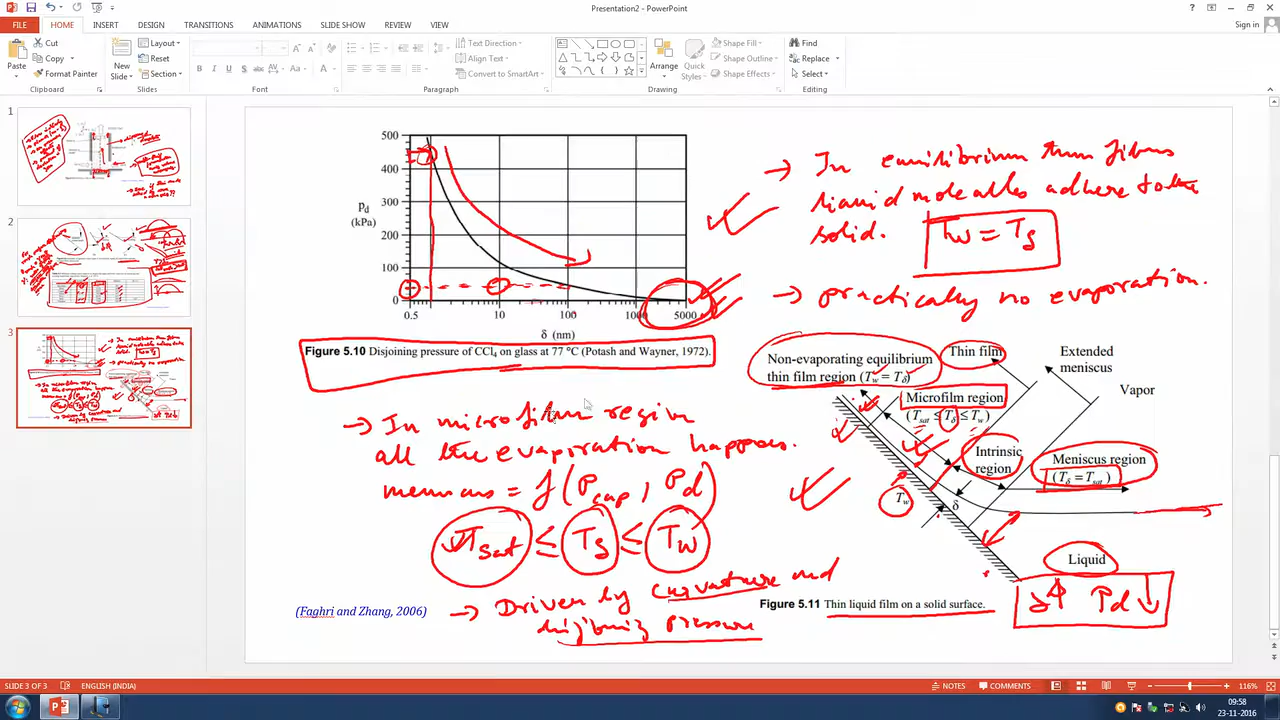 Presentation2 - PowerPoint
Sign in
FILE HOME INSERT DESIGN TRANSITIONS ANIMATIONS SLIDE SHOW REVIEW VIEW
Paste
Cut
Copy
Format Painter
Clipboard
New Slide
Layout
Reset
Section
Slides
Font
Text Direction
Align Text
Convert to SmartArt
Paragraph
Arrange
Quick Styles
Shape Fill
Shape Outline
Shape Effects
Drawing
Find
Replace
Select
Editing
1
2
3
500
400
300
200
100
0
pd
(kPa)
0.5 1 10 100 1000 5000
δ (nm)
Figure 5.10 Disjoining pressure of CCl4 on glass at 77 °C (Potash and Wayner, 1972).
→ In equilibrium thin films
liquid molecules adhere to the
solid. Tw = Tδ
→ practically no evaporation.
Non-evaporating equilibrium
thin film region (Tw = Tδ)
Thin film
Extended
meniscus
Vapor
Microfilm region
(Tsat ≤ Tδ ≤ Tw)
Intrinsic
region
Meniscus region
(Tδ = Tsat)
Tw
δ
Liquid
δ↑ Pd↓
Figure 5.11 Thin liquid film on a solid surface.
→ In microfilm region
all the evaporation happens.
= f(Pcap, Pd)
Tsat ≤ Tδ ≤ Tw
→ Driven by curvature and
disjoining pressure
(Faghri and Zhang, 2006)
SLIDE 3 OF 3 ENGLISH (INDIA) NOTES COMMENTS 116%
09:58
23-11-2016